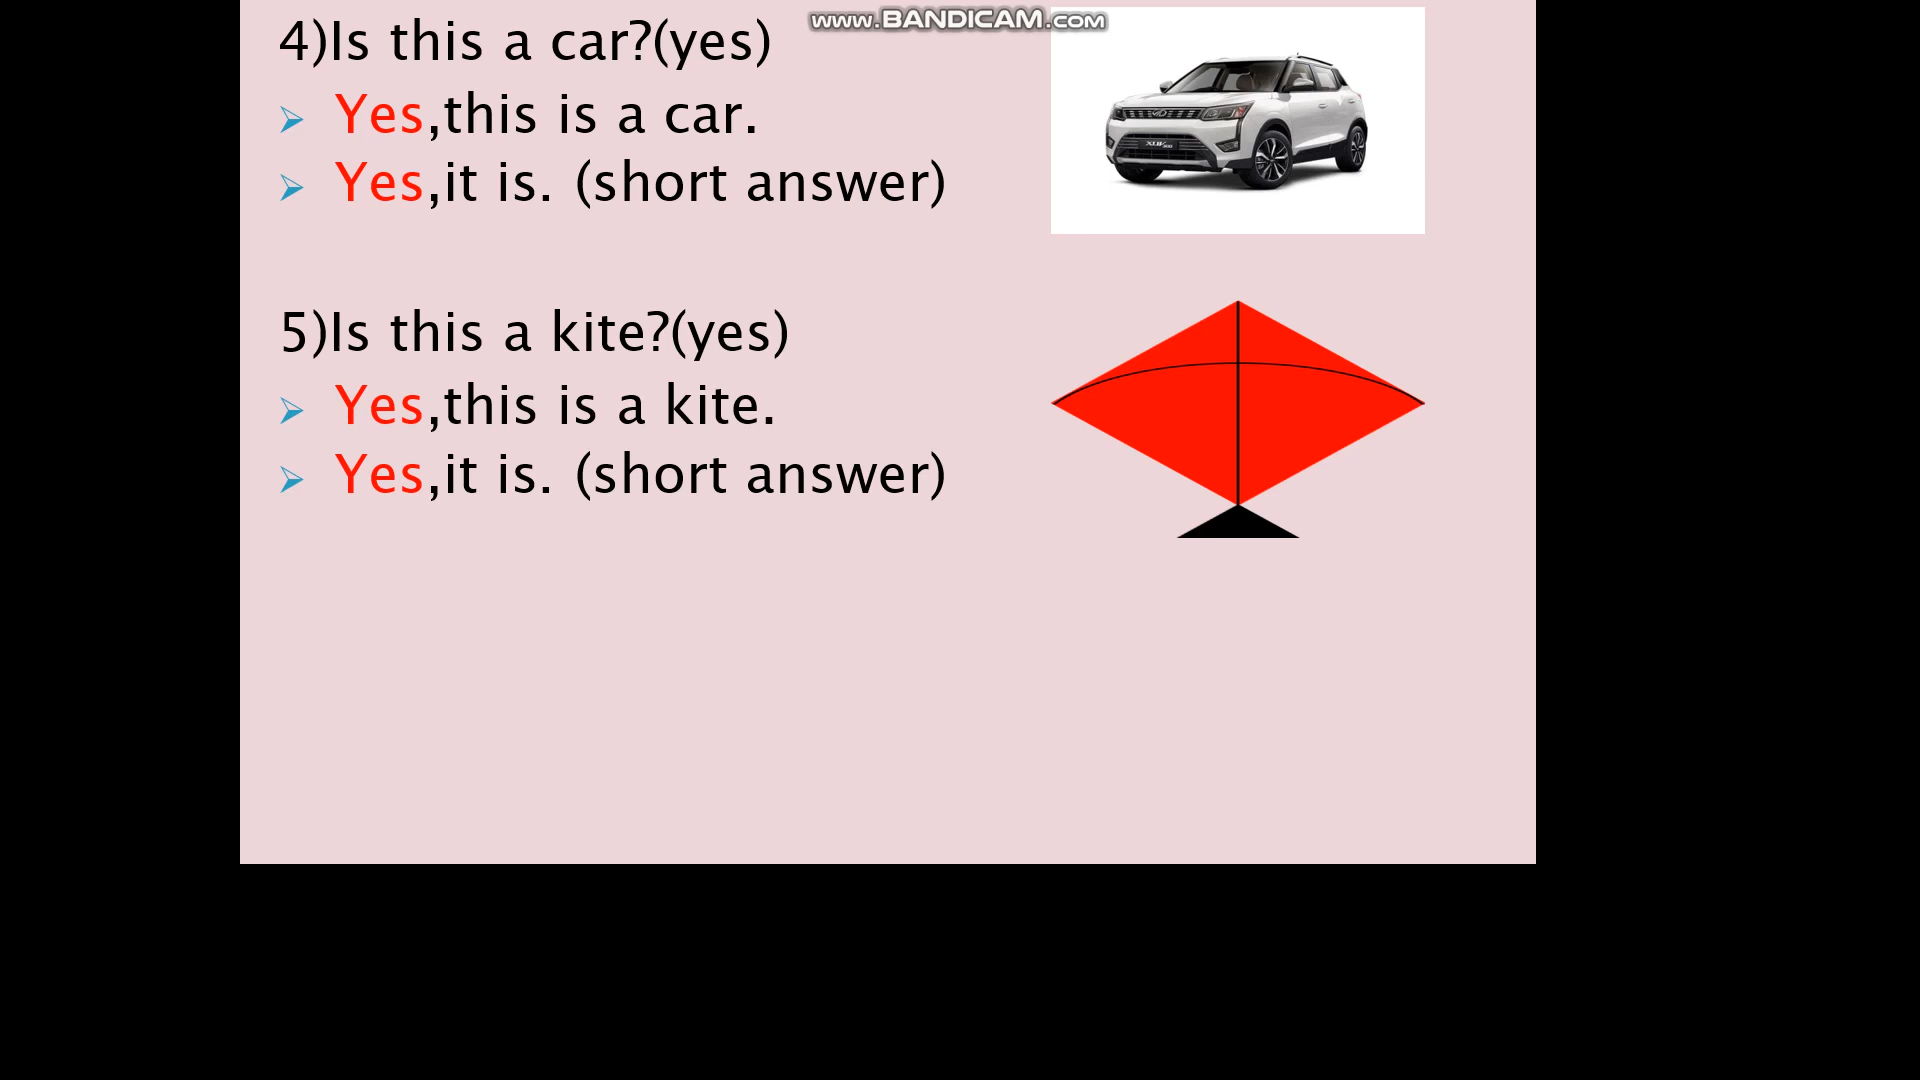 www.BANDICAM.com
4)Is this a car?(yes)
Yes,this is a car.
Yes,it is. (short answer)
5)Is this a kite?(yes)
Yes,this is a kite.
Yes,it is. (short answer)